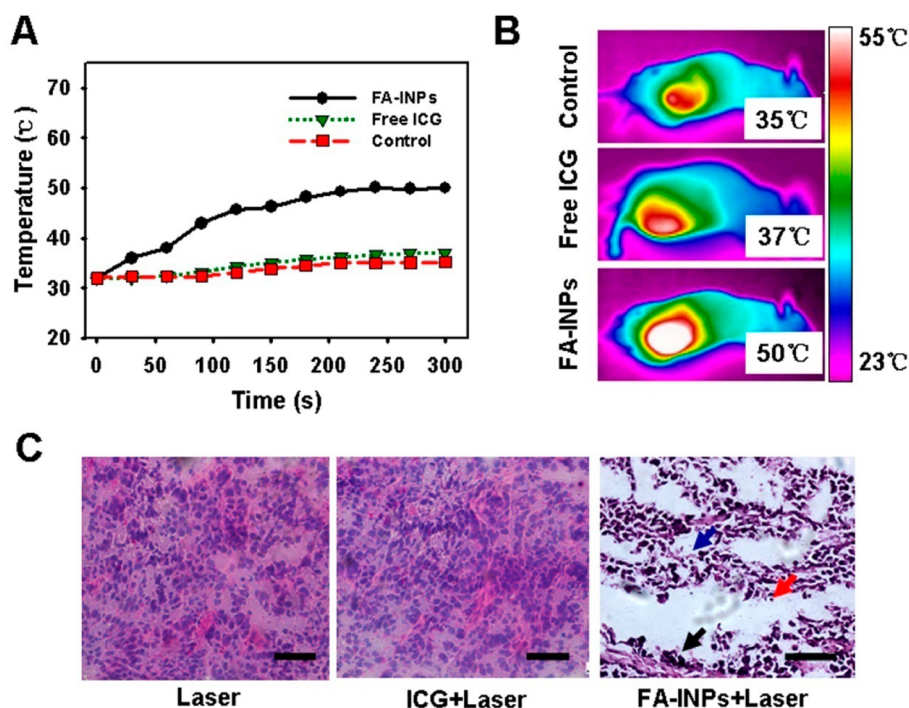 A
Temperature (℃)
70
60
50
40
30
20
FA-INPs
Free ICG
Control
0
50
100
150
200
250
300
Time (s)
B
Control
35℃
Free ICG
37℃
FA-INPs
50℃
55℃
23℃
C
Laser
ICG+Laser
FA-INPs+Laser